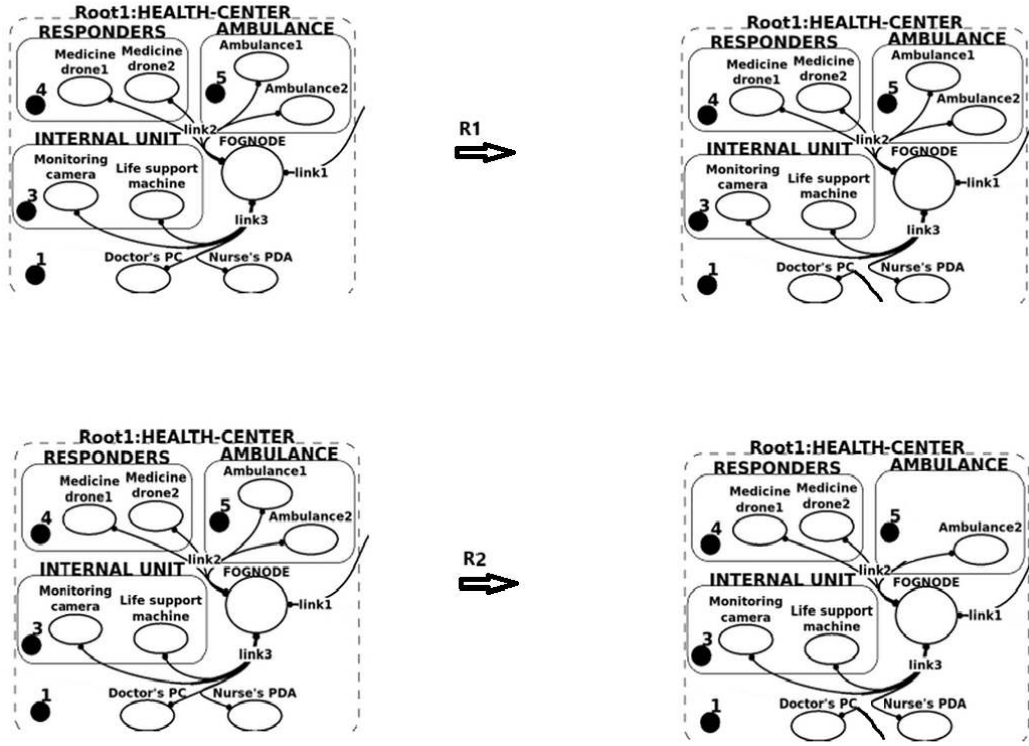 Root1:HEALTH-CENTER
RESPONDERS
AMBULANCE
Medicine
drone1
Medicine
drone2
4
Ambulance1
Ambulance2
5
link2
INTERNAL UNIT
FOGNODE
Monitoring
camera
Life support
machine
3
link1
link3
1
Doctor's PC
Nurse's PDA
R1
Root1:HEALTH-CENTER
RESPONDERS
AMBULANCE
Medicine
drone1
Medicine
drone2
4
Ambulance1
Ambulance2
5
link2
INTERNAL UNIT
FOGNODE
Monitoring
camera
Life support
machine
3
link1
link3
1
Doctor's PC
Nurse's PDA
Root1:HEALTH-CENTER
RESPONDERS
AMBULANCE
Medicine
drone1
Medicine
drone2
4
Ambulance1
Ambulance2
5
link2
INTERNAL UNIT
FOGNODE
Monitoring
camera
Life support
machine
3
link1
link3
1
Doctor's PC
Nurse's PDA
R2
Root1:HEALTH-CENTER
RESPONDERS
AMBULANCE
Medicine
drone1
Medicine
drone2
4
5
Ambulance2
link2
INTERNAL UNIT
FOGNODE
Monitoring
camera
Life support
machine
3
link1
link3
1
Doctor's PC
Nurse's PDA